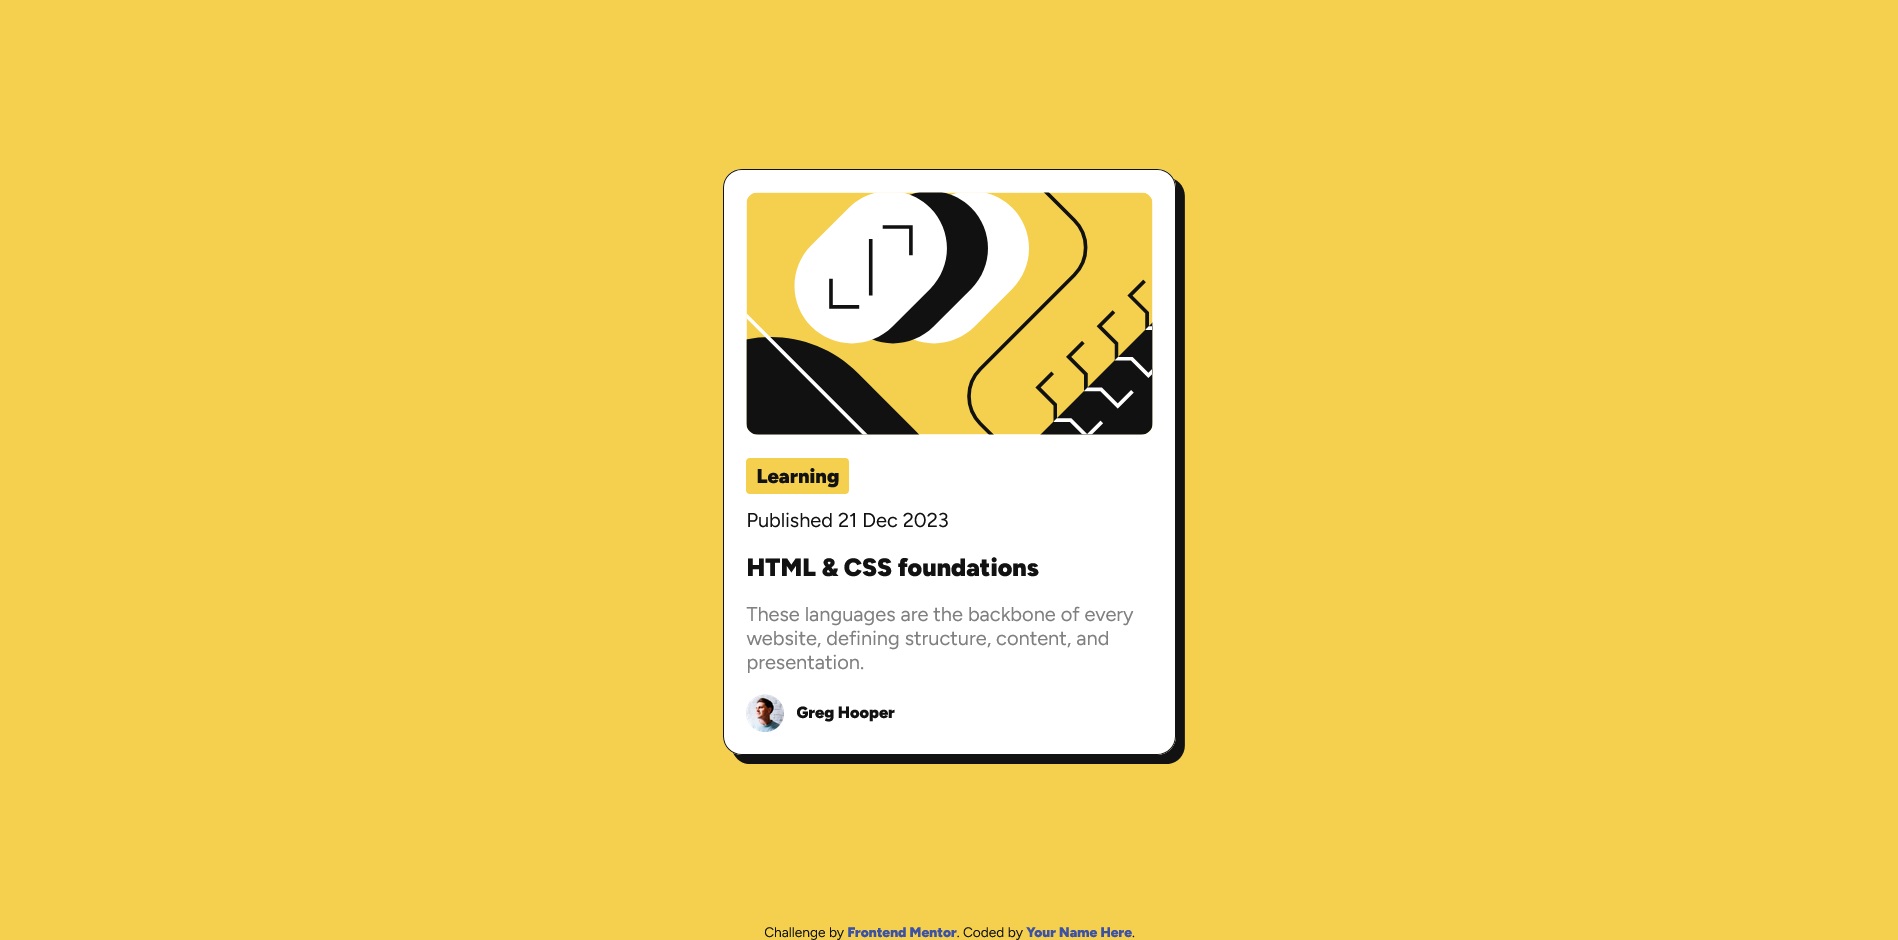 Learning
Published 21 Dec 2023
HTML & CSS foundations
These languages are the backbone of every
website, defining structure, content, and
presentation.
Greg Hooper
Challenge by Frontend Mentor. Coded by Your Name Here.